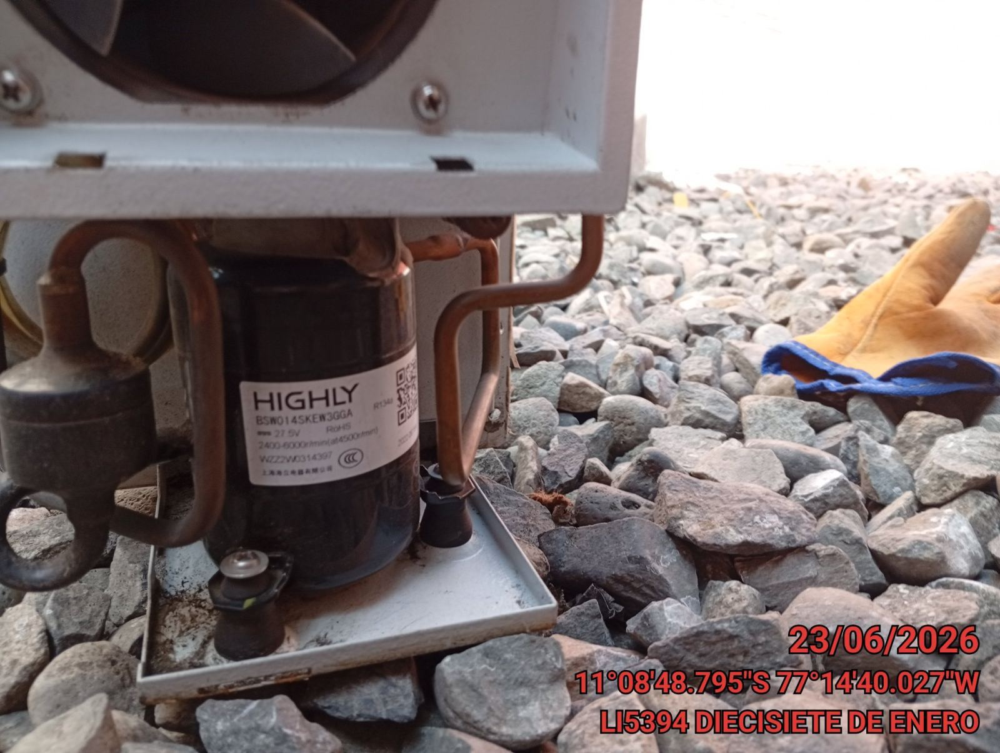 HIGHLY
BSW014SKEW3GGA R134a
27.5V RoHS
2400-6000r/min(at4500r/min)
WZZ2W0314397
上海海立电器有限公司
23/06/2026
11°08'48.795"S 77°14'40.027"W
LI5394 DIECISIETE DE ENERO